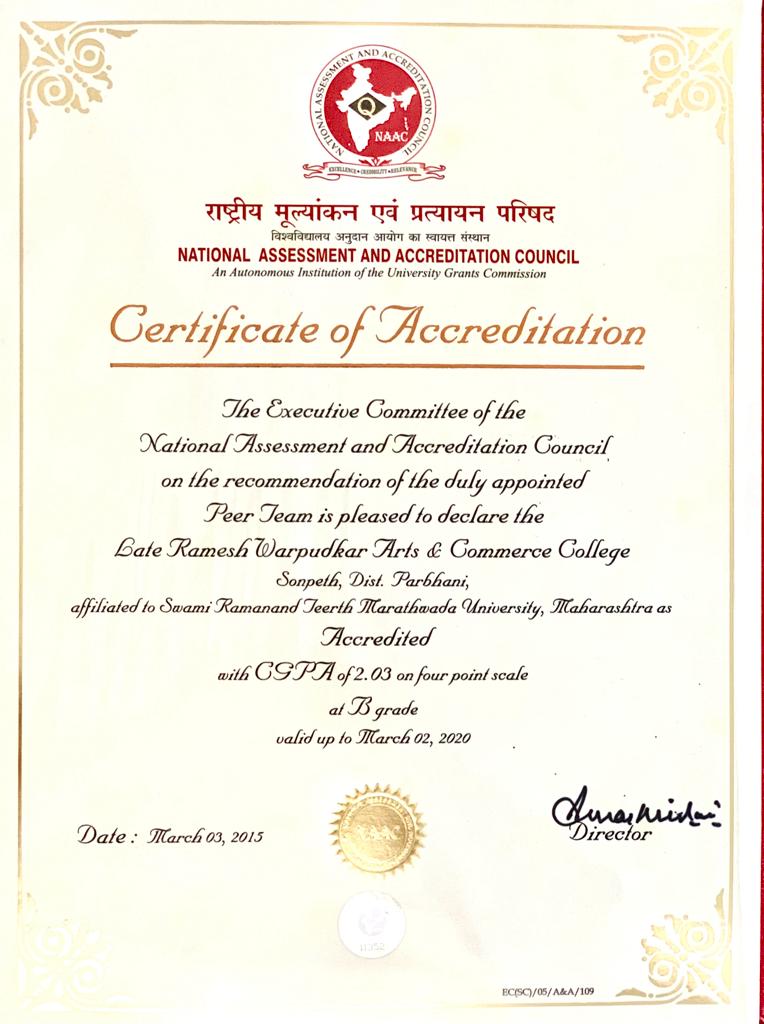 NATIONAL ASSESSMENT AND ACCREDITATION COUNCIL
Q
NAAC
EXCELLENCE • CREDIBILITY • RELEVANCE
राष्ट्रीय मूल्यांकन एवं प्रत्यायन परिषद
विश्वविद्यालय अनुदान आयोग का स्वायत्त संस्थान
NATIONAL ASSESSMENT AND ACCREDITATION COUNCIL
An Autonomous Institution of the University Grants Commission
Certificate of Accreditation
The Executive Committee of the
National Assessment and Accreditation Council
on the recommendation of the duly appointed
Peer Team is pleased to declare the
Late Ramesh Warpudkar Arts & Commerce College
Sonpeth, Dist. Parbhani,
affiliated to Swami Ramanand Teerth Marathwada University, Maharashtra as
Accredited
with CGPA of 2.03 on four point scale
at B grade
valid up to March 02, 2020
Date : March 03, 2015
NAAC
Director
11352
EC(SC)/05/A&A/109